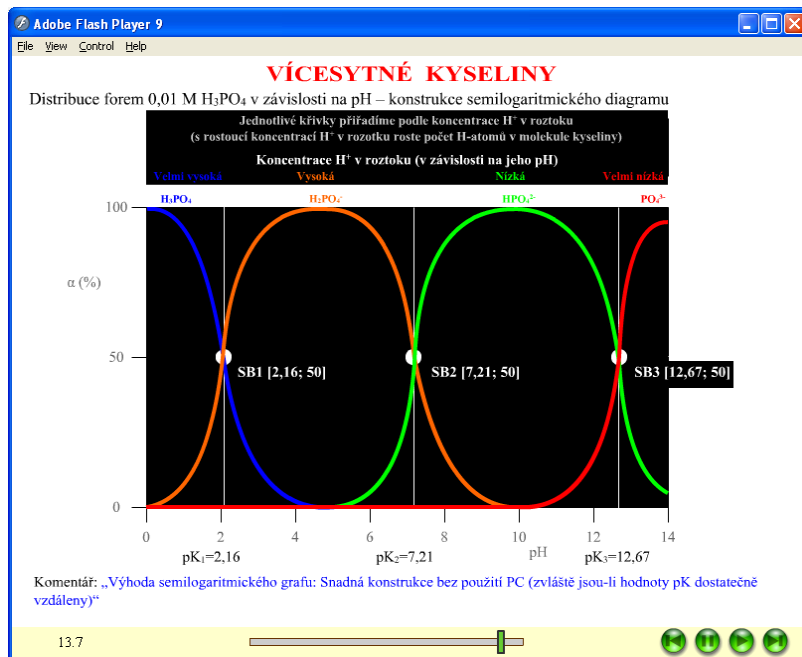 Adobe Flash Player 9
File View Control Help
VÍCESYTNÉ KYSELINY
Distribuce forem 0,01 M H₃PO₄ v závislosti na pH – konstrukce semilogaritmického diagramu
Jednotlivé křivky přiřadíme podle koncentrace H⁺ v roztoku
(s rostoucí koncentrací H⁺ v rozotku roste počet H-atomů v molekule kyseliny)
Koncentrace H⁺ v roztoku (v závislosti na jeho pH)
Velmi vysoká Vysoká Nízká Velmi nízká
H₃PO₄ H₂PO₄⁻ HPO₄²⁻ PO₄³⁻
100
α (%)
50
SB1 [2,16; 50] SB2 [7,21; 50] SB3 [12,67; 50]
0
0 2 4 6 8 10 12 14
pK₁=2,16 pK₂=7,21 pH pK₃=12,67
Komentář: „Výhoda semilogaritmického grafu: Snadná konstrukce bez použití PC (zvláště jsou-li hodnoty pK dostatečně
vzdáleny)“
13.7